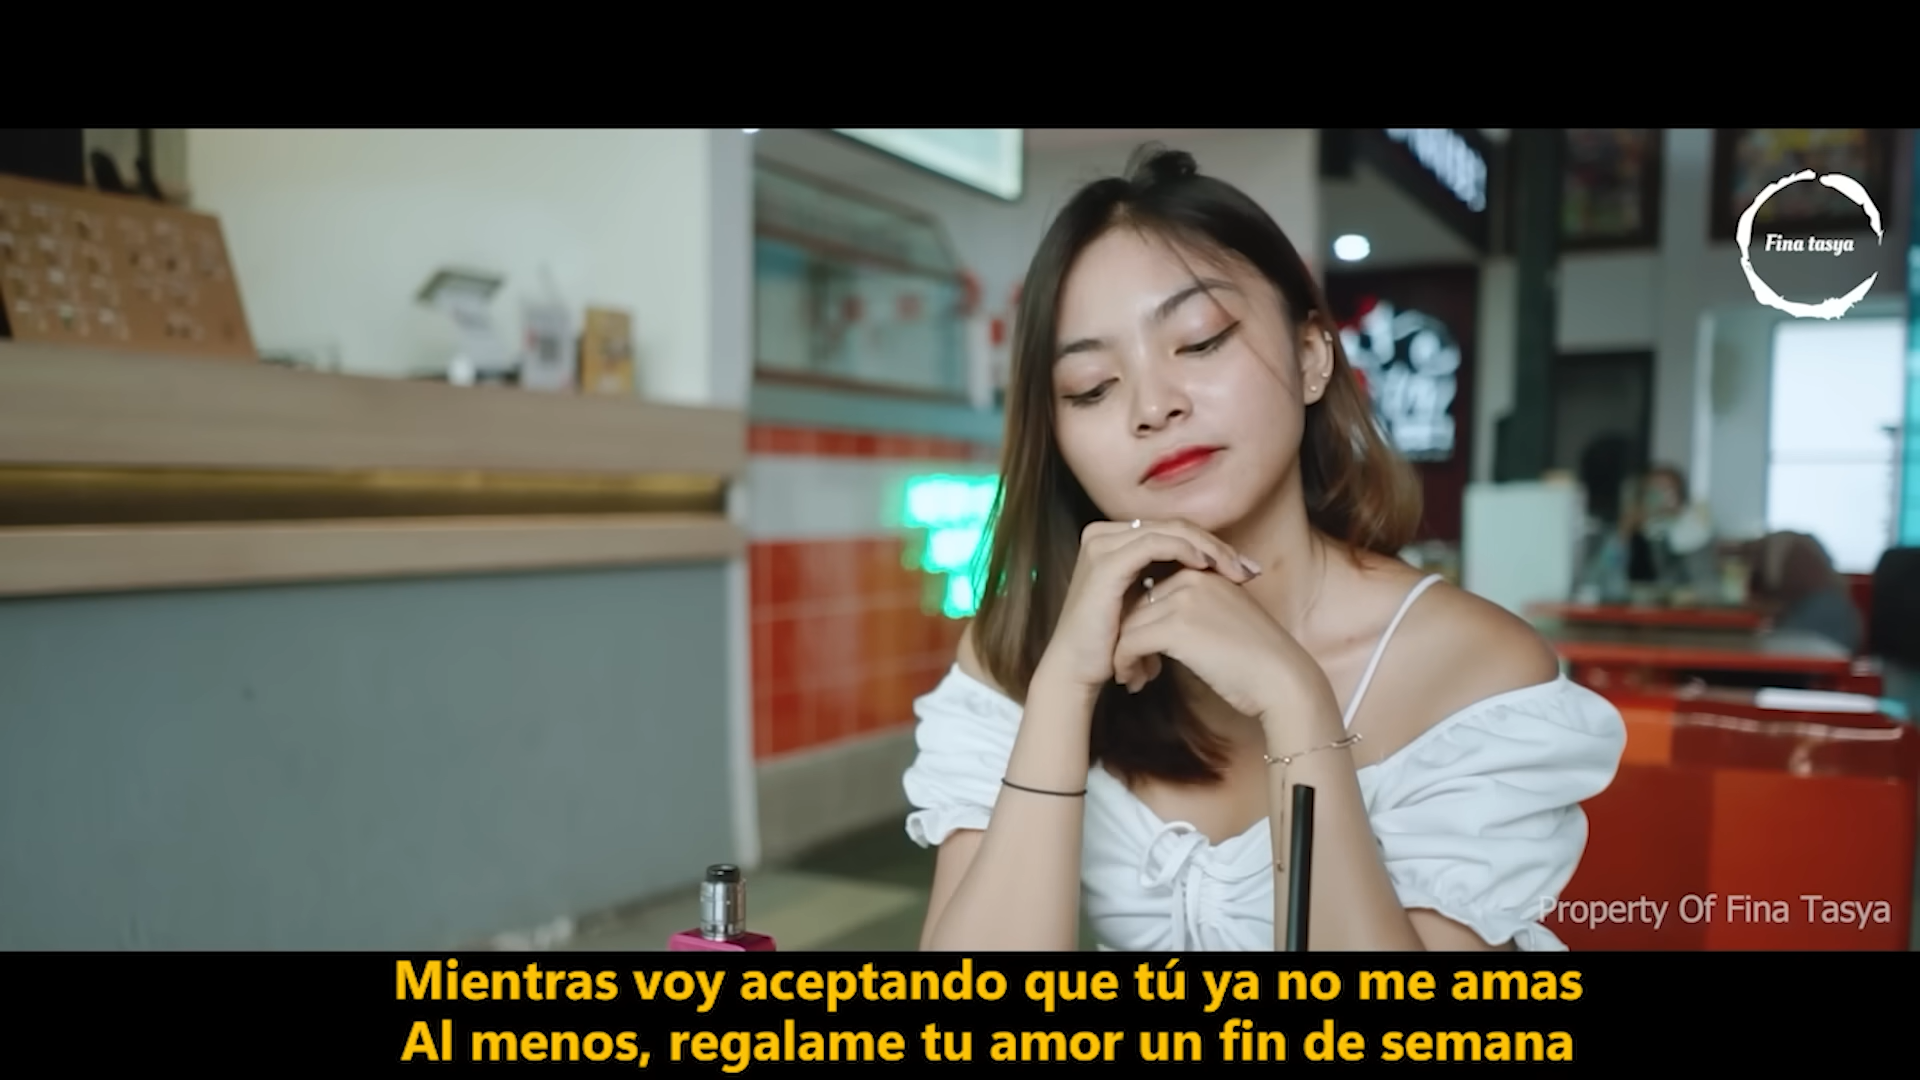 Fina tasya
Property Of Fina Tasya
Mientras voy aceptando que tú ya no me amas
Al menos, regalame tu amor un fin de semana